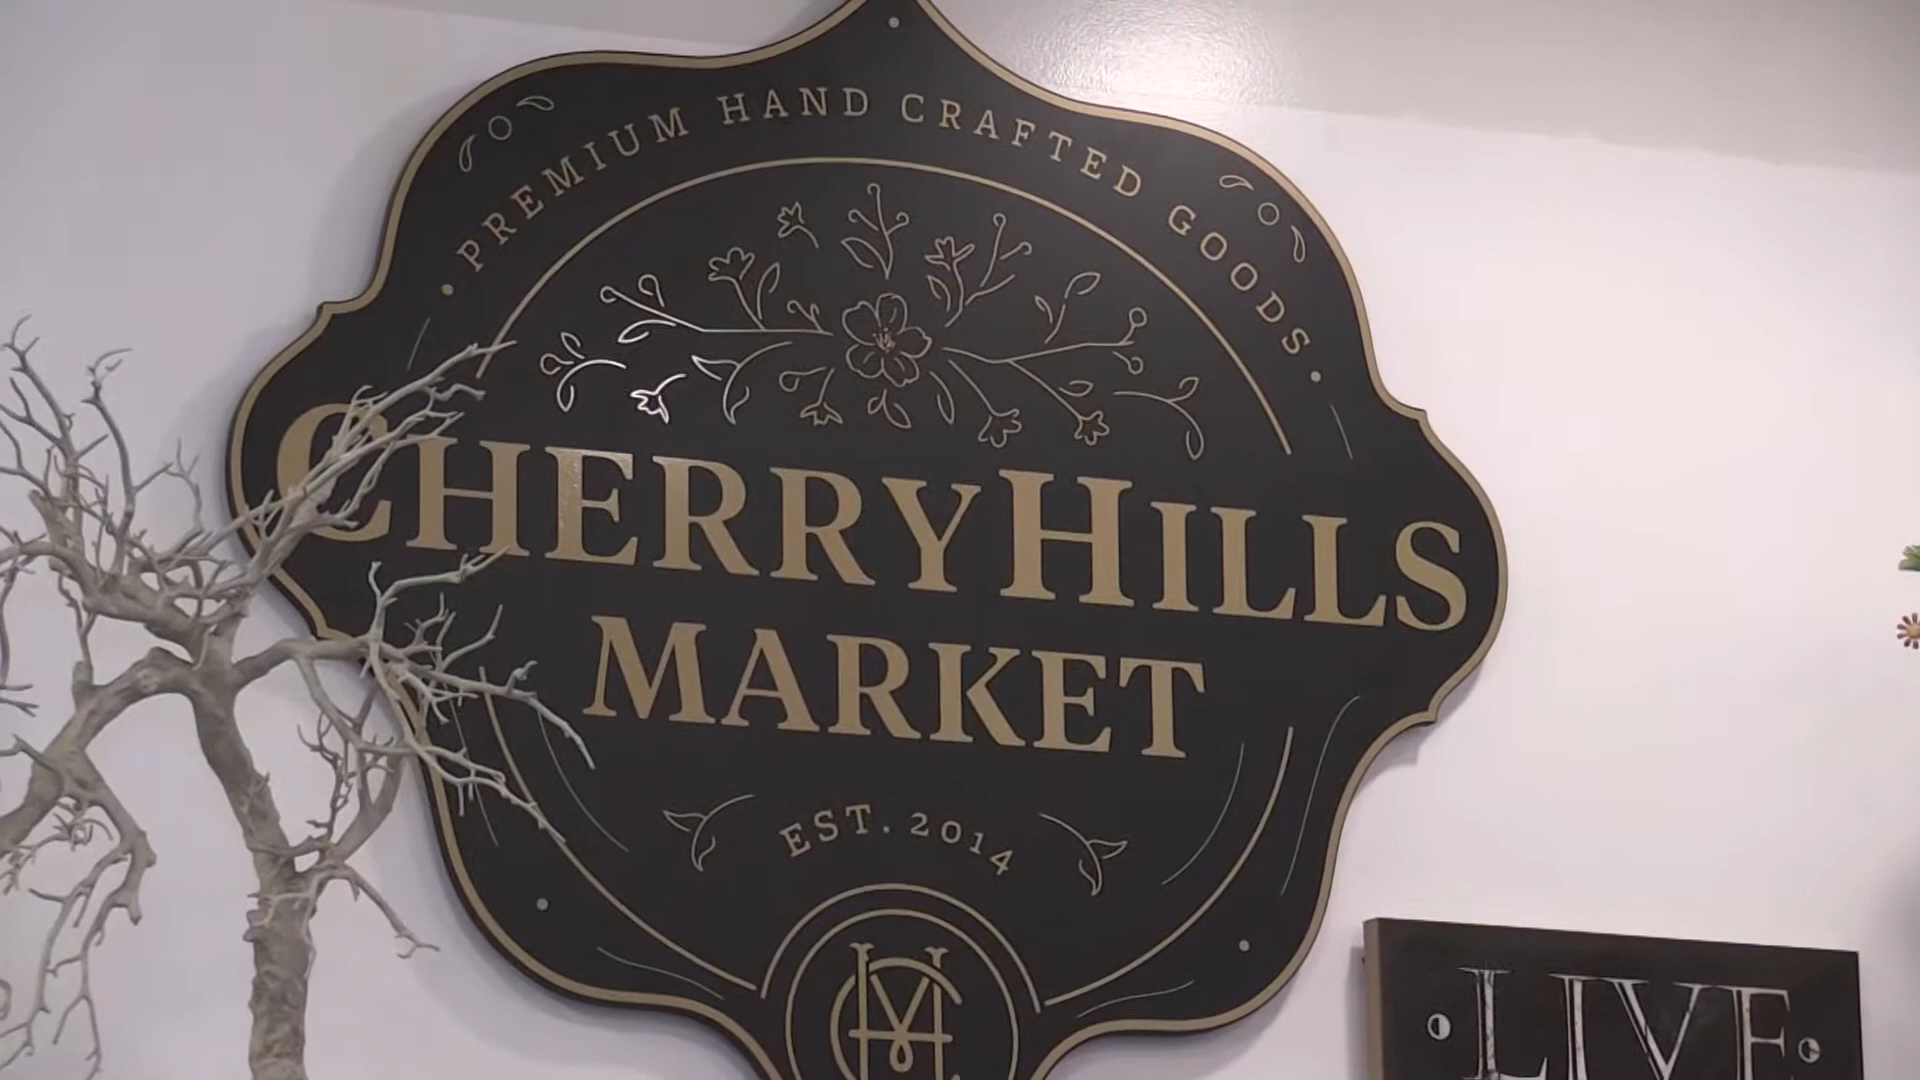 PREMIUM HAND CRAFTED GOODS
CHERRYHILLS
MARKET
EST. 2014
LIVE